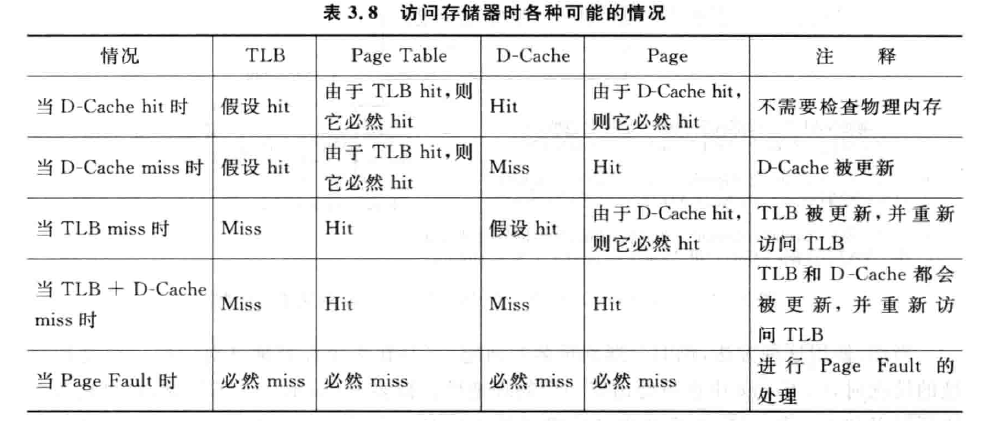 表 3.8 访问存储器时各种可能的情况
情况 TLB Page Table D-Cache Page 注 释
当 D-Cache hit 时 假设 hit 由于 TLB hit,则 Hit 由于 D-Cache hit, 不需要检查物理内存
它必然 hit 则它必然 hit
当 D-Cache miss 时 假设 hit 由于 TLB hit,则 Miss Hit D-Cache 被更新
它必然 hit
当 TLB miss 时 Miss Hit 假设 hit 由于 D-Cache hit, TLB 被更新,并重新
则它必然 hit 访问 TLB
当 TLB + D-Cache Miss Hit Miss Hit TLB 和 D-Cache 都会
miss 时 被更新,并重新访
问 TLB
当 Page Fault 时 必然 miss 必然 miss 必然 miss 必然 miss 进行 Page Fault 的
处理